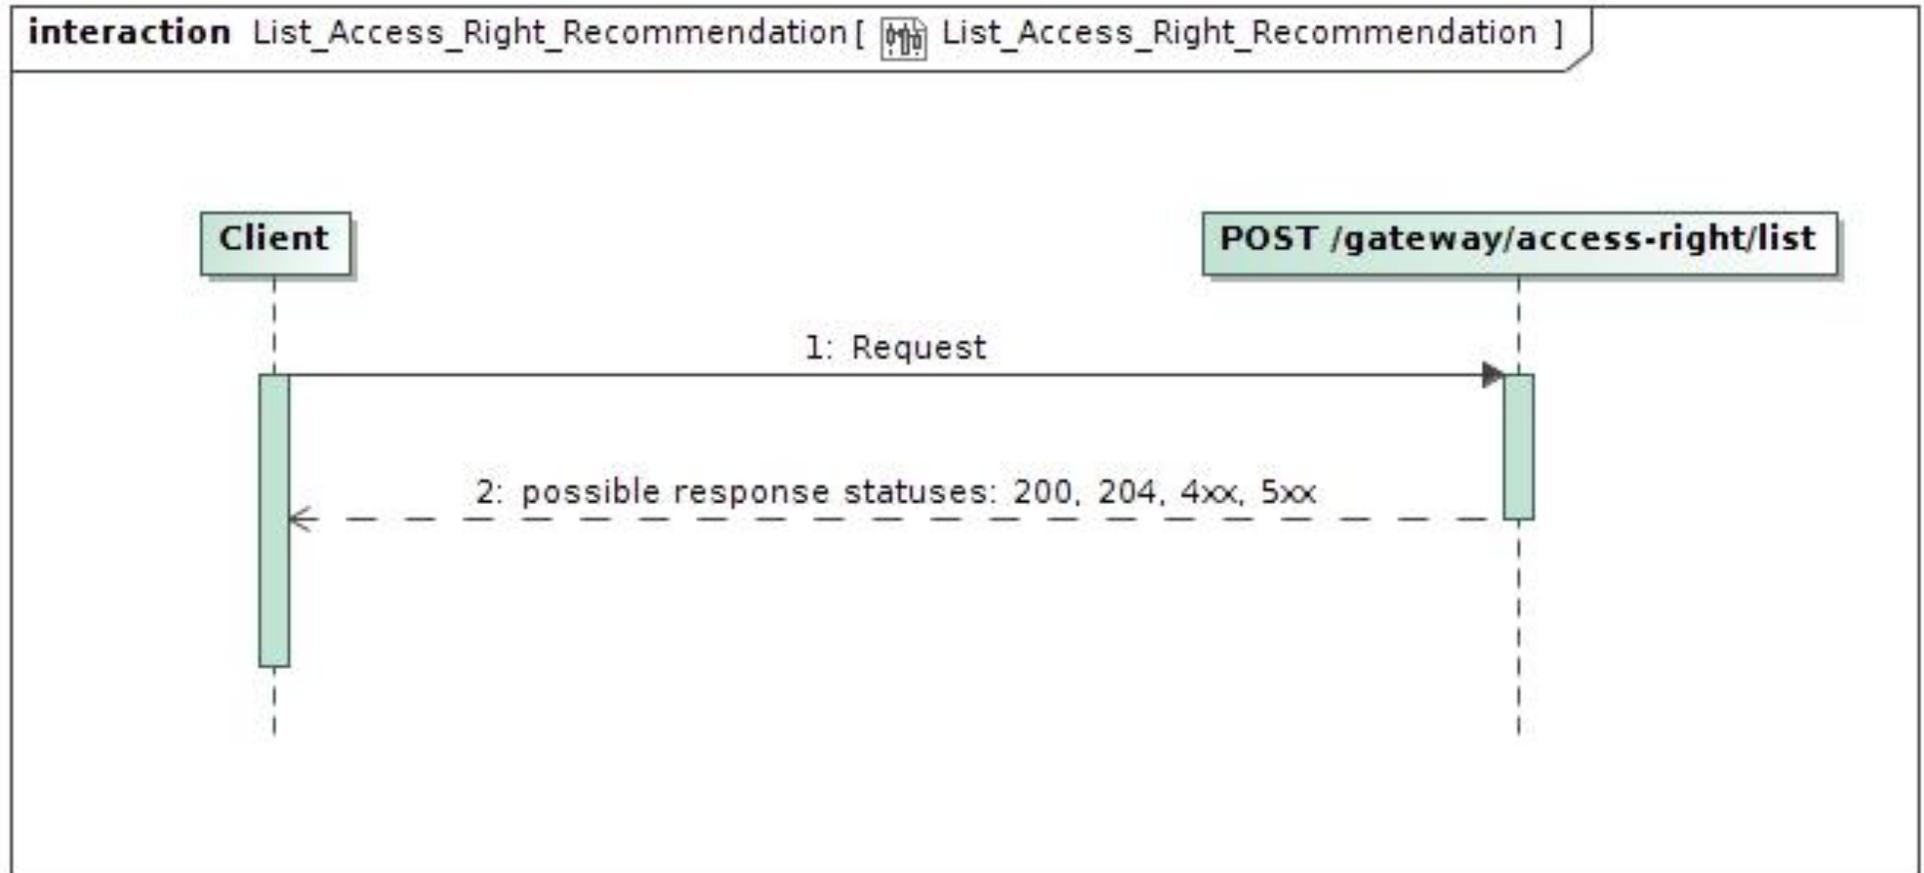 interaction List_Access_Right_Recommendation[ List_Access_Right_Recommendation ]
Client
POST /gateway/access-right/list
1: Request
2: possible response statuses: 200, 204, 4xx, 5xx